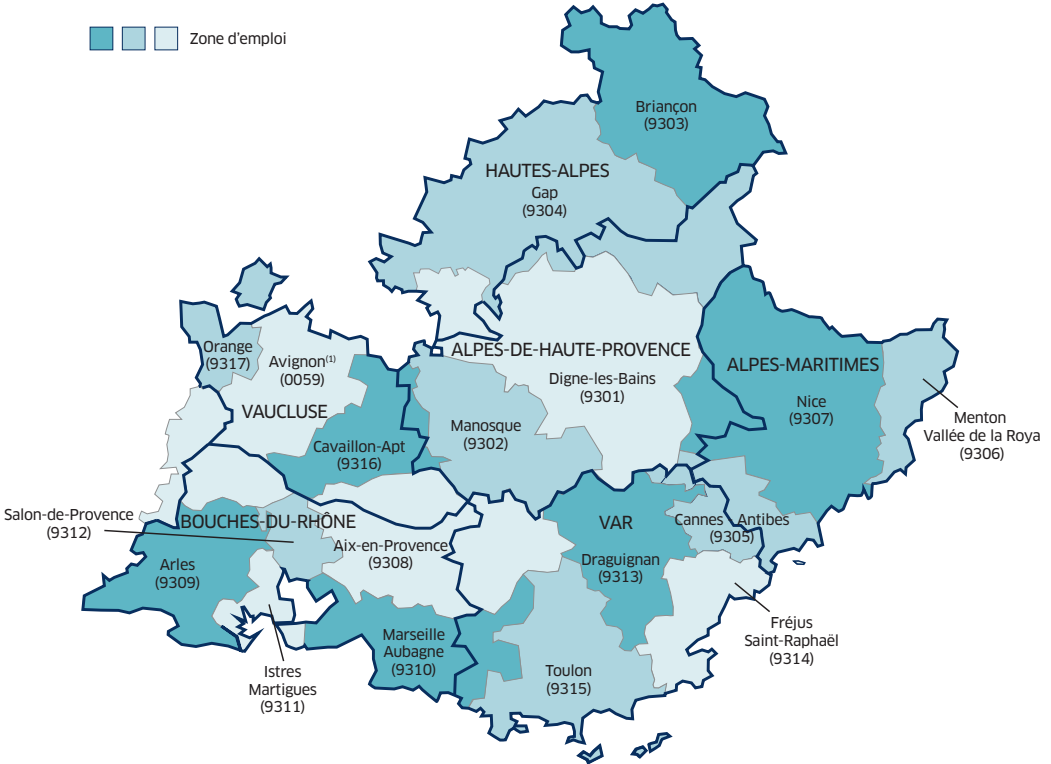 Zone d'emploi
Briançon
(9303)
HAUTES-ALPES
Gap
(9304)
Orange
(9317)
Avignon(1)
(0059)
VAUCLUSE
ALPES-DE-HAUTE-PROVENCE
Digne-les-Bains
(9301)
ALPES-MARITIMES
Nice
(9307)
Menton
Vallée de la Roya
(9306)
Manosque
(9302)
Cavaillon-Apt
(9316)
Salon-de-Provence
(9312)
BOUCHES-DU-RHÔNE
Aix-en-Provence
(9308)
Arles
(9309)
VAR
Draguignan
(9313)
Cannes Antibes
(9305)
Fréjus
Saint-Raphaël
(9314)
Marseille
Aubagne
(9310)
Istres
Martigues
(9311)
Toulon
(9315)